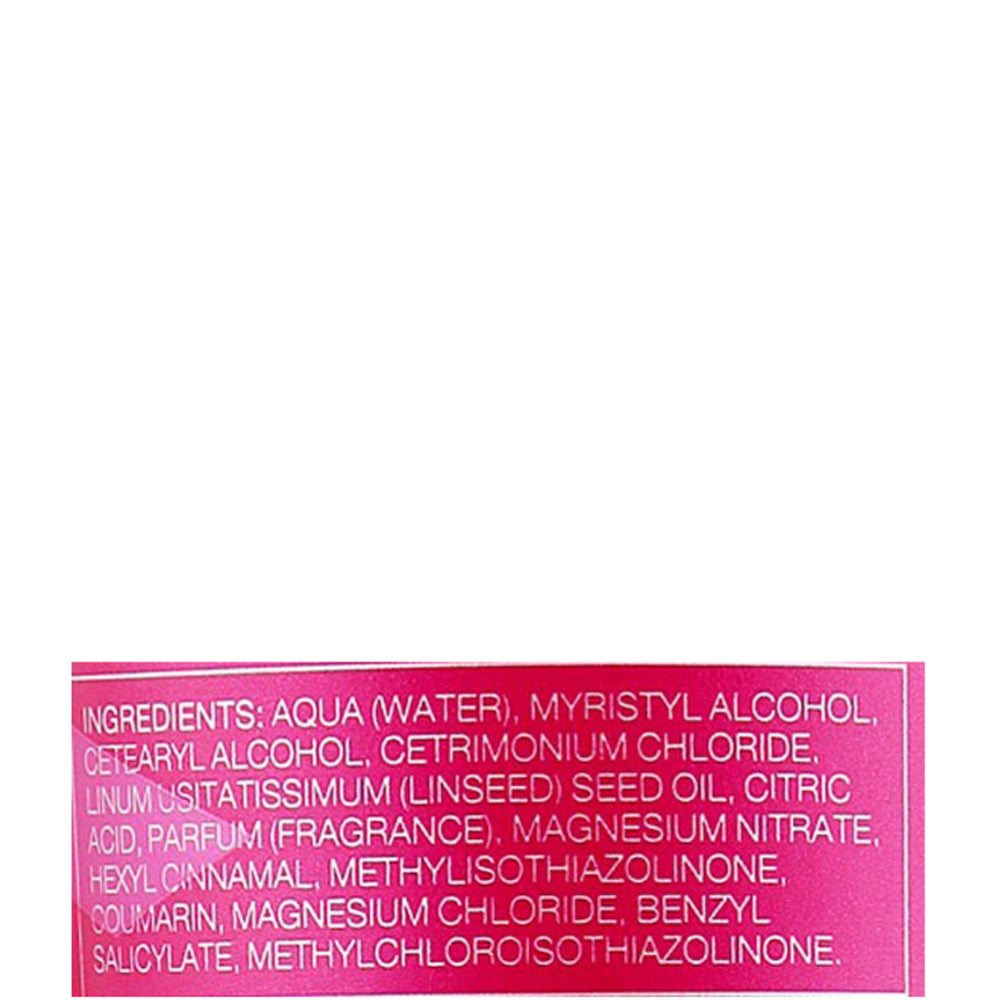 INGREDIENTS: AQUA (WATER), MYRISTYL ALCOHOL,
CETEARYL ALCOHOL, CETRIMONIUM CHLORIDE,
LINUM USITATISSIMUM (LINSEED) SEED OIL, CITRIC
ACID, PARFUM (FRAGRANCE), MAGNESIUM NITRATE,
HEXYL CINNAMAL, METHYLISOTHIAZOLINONE,
COUMARIN, MAGNESIUM CHLORIDE, BENZYL
SALICYLATE, METHYLCHLOROISOTHIAZOLINONE.